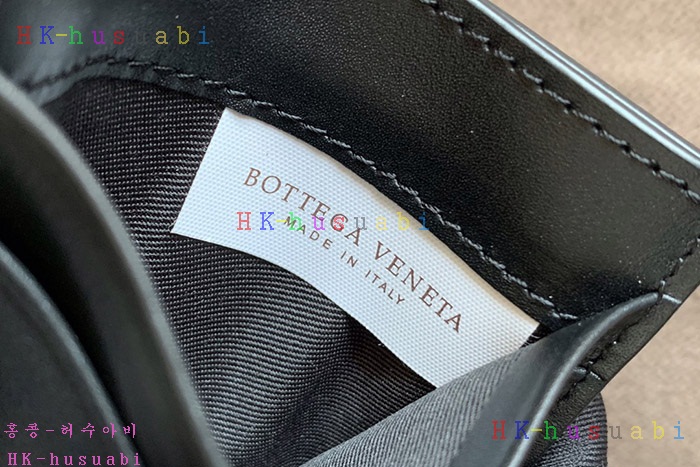 HK-husuabi
BOTTEGA VENETA
HK-husuabi
MADE IN ITALY
홍콩-허수아비
HK-husuabi
HK-husuabi